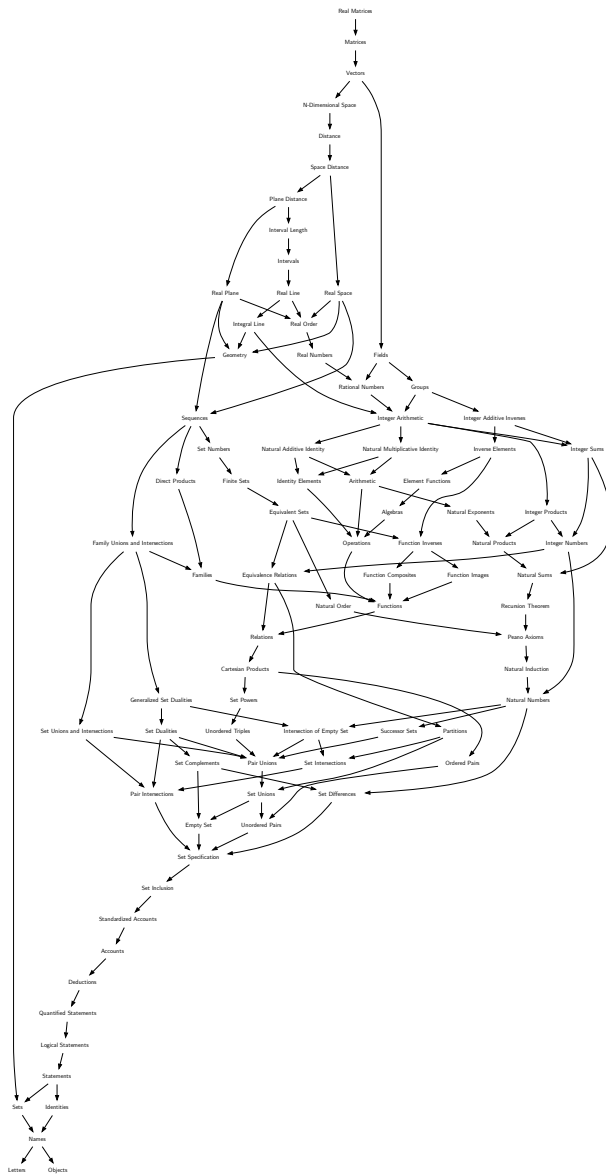 Real Matrices
Matrices
Vectors
N-Dimensional Space
Distance
Space Distance
Plane Distance
Interval Length
Intervals
Real Plane Real Line Real Space
Integral Line Real Order
Geometry Real Numbers Fields
Rational Numbers Groups
Sequences Integer Arithmetic Integer Additive Inverses
Set Numbers Natural Additive Identity Natural Multiplicative Identity Inverse Elements Integer Sums
Direct Products Finite Sets Identity Elements Arithmetic Element Functions
Equivalent Sets Algebras Natural Exponents Integer Products
Family Unions and Intersections Operations Function Inverses Natural Products Integer Numbers
Families Equivalence Relations Function Composites Function Images Natural Sums
Natural Order Functions Recursion Theorem
Relations Peano Axioms
Cartesian Products Natural Induction
Generalized Set Dualities Set Powers Natural Numbers
Set Unions and Intersections Set Dualities Unordered Triples Intersection of Empty Set Successor Sets Partitions
Set Complements Pair Unions Set Intersections Ordered Pairs
Pair Intersections Set Unions Set Differences
Empty Set Unordered Pairs
Set Specification
Set Inclusion
Standardized Accounts
Accounts
Deductions
Quantified Statements
Logical Statements
Statements
Sets Identities
Names
Letters Objects